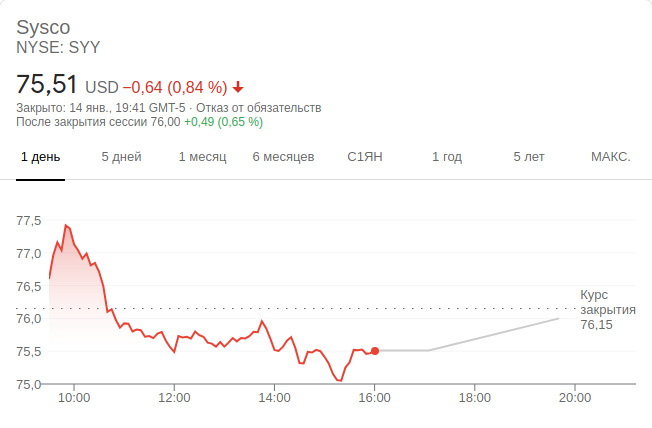 Sysco
NYSE: SYY
75,51 USD −0,64 (0,84 %)
Закрыто: 14 янв., 19:41 GMT-5 · Отказ от обязательств
После закрытия сессии 76,00 +0,49 (0,65 %)
1 день 5 дней 1 месяц 6 месяцев С1ЯН 1 год 5 лет МАКС.
77,5
77,0
76,5
76,0
75,5
75,0
Курс
закрытия
76,15
10:00 12:00 14:00 16:00 18:00 20:00